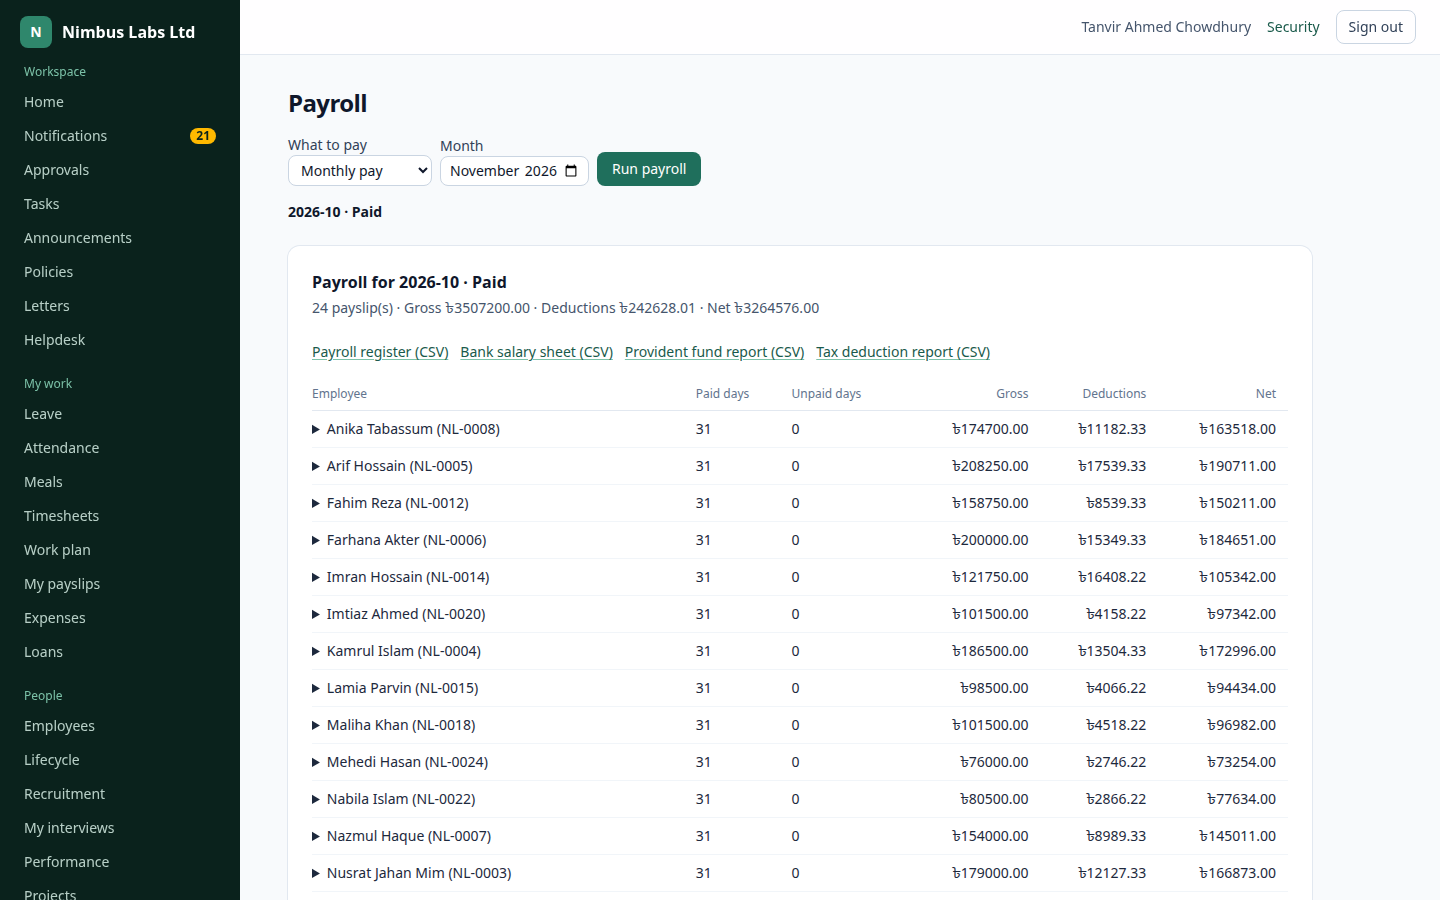 N Nimbus Labs Ltd
Tanvir Ahmed Chowdhury Security Sign out
Workspace
Home
Notifications 21
Approvals
Tasks
Announcements
Policies
Letters
Helpdesk
My work
Leave
Attendance
Meals
Timesheets
Work plan
My payslips
Expenses
Loans
People
Employees
Lifecycle
Recruitment
My interviews
Performance
Projects
Payroll
What to pay Month
Monthly pay November 2026 Run payroll
2026-10 · Paid
Payroll for 2026-10 · Paid
24 payslip(s) · Gross ৳3507200.00 · Deductions ৳242628.01 · Net ৳3264576.00
Payroll register (CSV) Bank salary sheet (CSV) Provident fund report (CSV) Tax deduction report (CSV)
Employee Paid days Unpaid days Gross Deductions Net
Anika Tabassum (NL-0008) 31 0 ৳174700.00 ৳11182.33 ৳163518.00
Arif Hossain (NL-0005) 31 0 ৳208250.00 ৳17539.33 ৳190711.00
Fahim Reza (NL-0012) 31 0 ৳158750.00 ৳8539.33 ৳150211.00
Farhana Akter (NL-0006) 31 0 ৳200000.00 ৳15349.33 ৳184651.00
Imran Hossain (NL-0014) 31 0 ৳121750.00 ৳16408.22 ৳105342.00
Imtiaz Ahmed (NL-0020) 31 0 ৳101500.00 ৳4158.22 ৳97342.00
Kamrul Islam (NL-0004) 31 0 ৳186500.00 ৳13504.33 ৳172996.00
Lamia Parvin (NL-0015) 31 0 ৳98500.00 ৳4066.22 ৳94434.00
Maliha Khan (NL-0018) 31 0 ৳101500.00 ৳4518.22 ৳96982.00
Mehedi Hasan (NL-0024) 31 0 ৳76000.00 ৳2746.22 ৳73254.00
Nabila Islam (NL-0022) 31 0 ৳80500.00 ৳2866.22 ৳77634.00
Nazmul Haque (NL-0007) 31 0 ৳154000.00 ৳8989.33 ৳145011.00
Nusrat Jahan Mim (NL-0003) 31 0 ৳179000.00 ৳12127.33 ৳166873.00